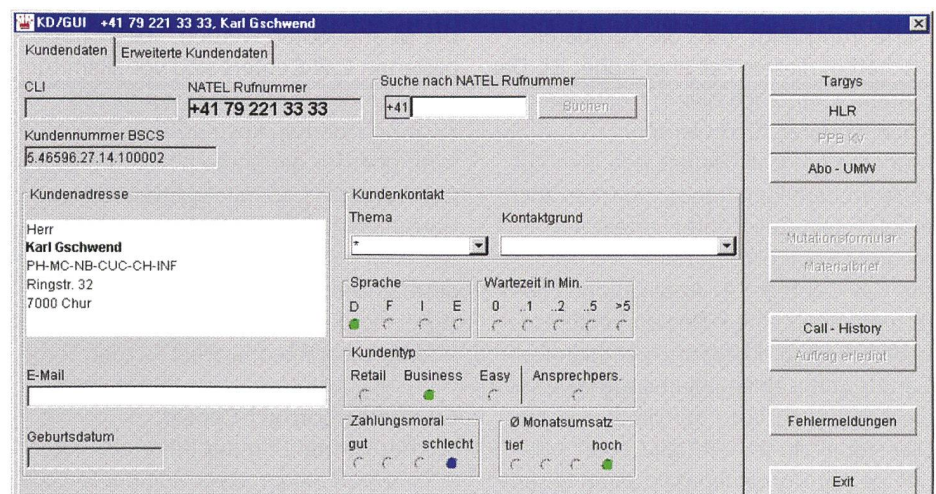 KD/GUI +41 79 221 33 33, Karl Gschwend
Kundendaten Erweiterte Kundendaten
CLI
NATEL Rufnummer
+41 79 221 33 33
Suche nach NATEL Rufnummer
+41
Suchen
Kundennummer BSCS
5.46596.27.14.100002
Kundenadresse
Herr
Karl Gschwend
PH-MC-NB-CUC-CH-INF
Ringstr. 32
7000 Chur
E-Mail
Geburtsdatum
Kundenkontakt
Thema Kontaktgrund
*
Sprache
D F I E
Wartezeit in Min.
0 ..1 ..2 ..5 >5
Kundentyp
Retail Business Easy Ansprechpers.
Zahlungsmoral
gut schlecht
Ø Monatsumsatz
tief hoch
Targys
HLR
PPB KV
Abo - UMW
Mutationsformular
Materialbrief
Call - History
Auftrag erledigt
Fehlermeldungen
Exit